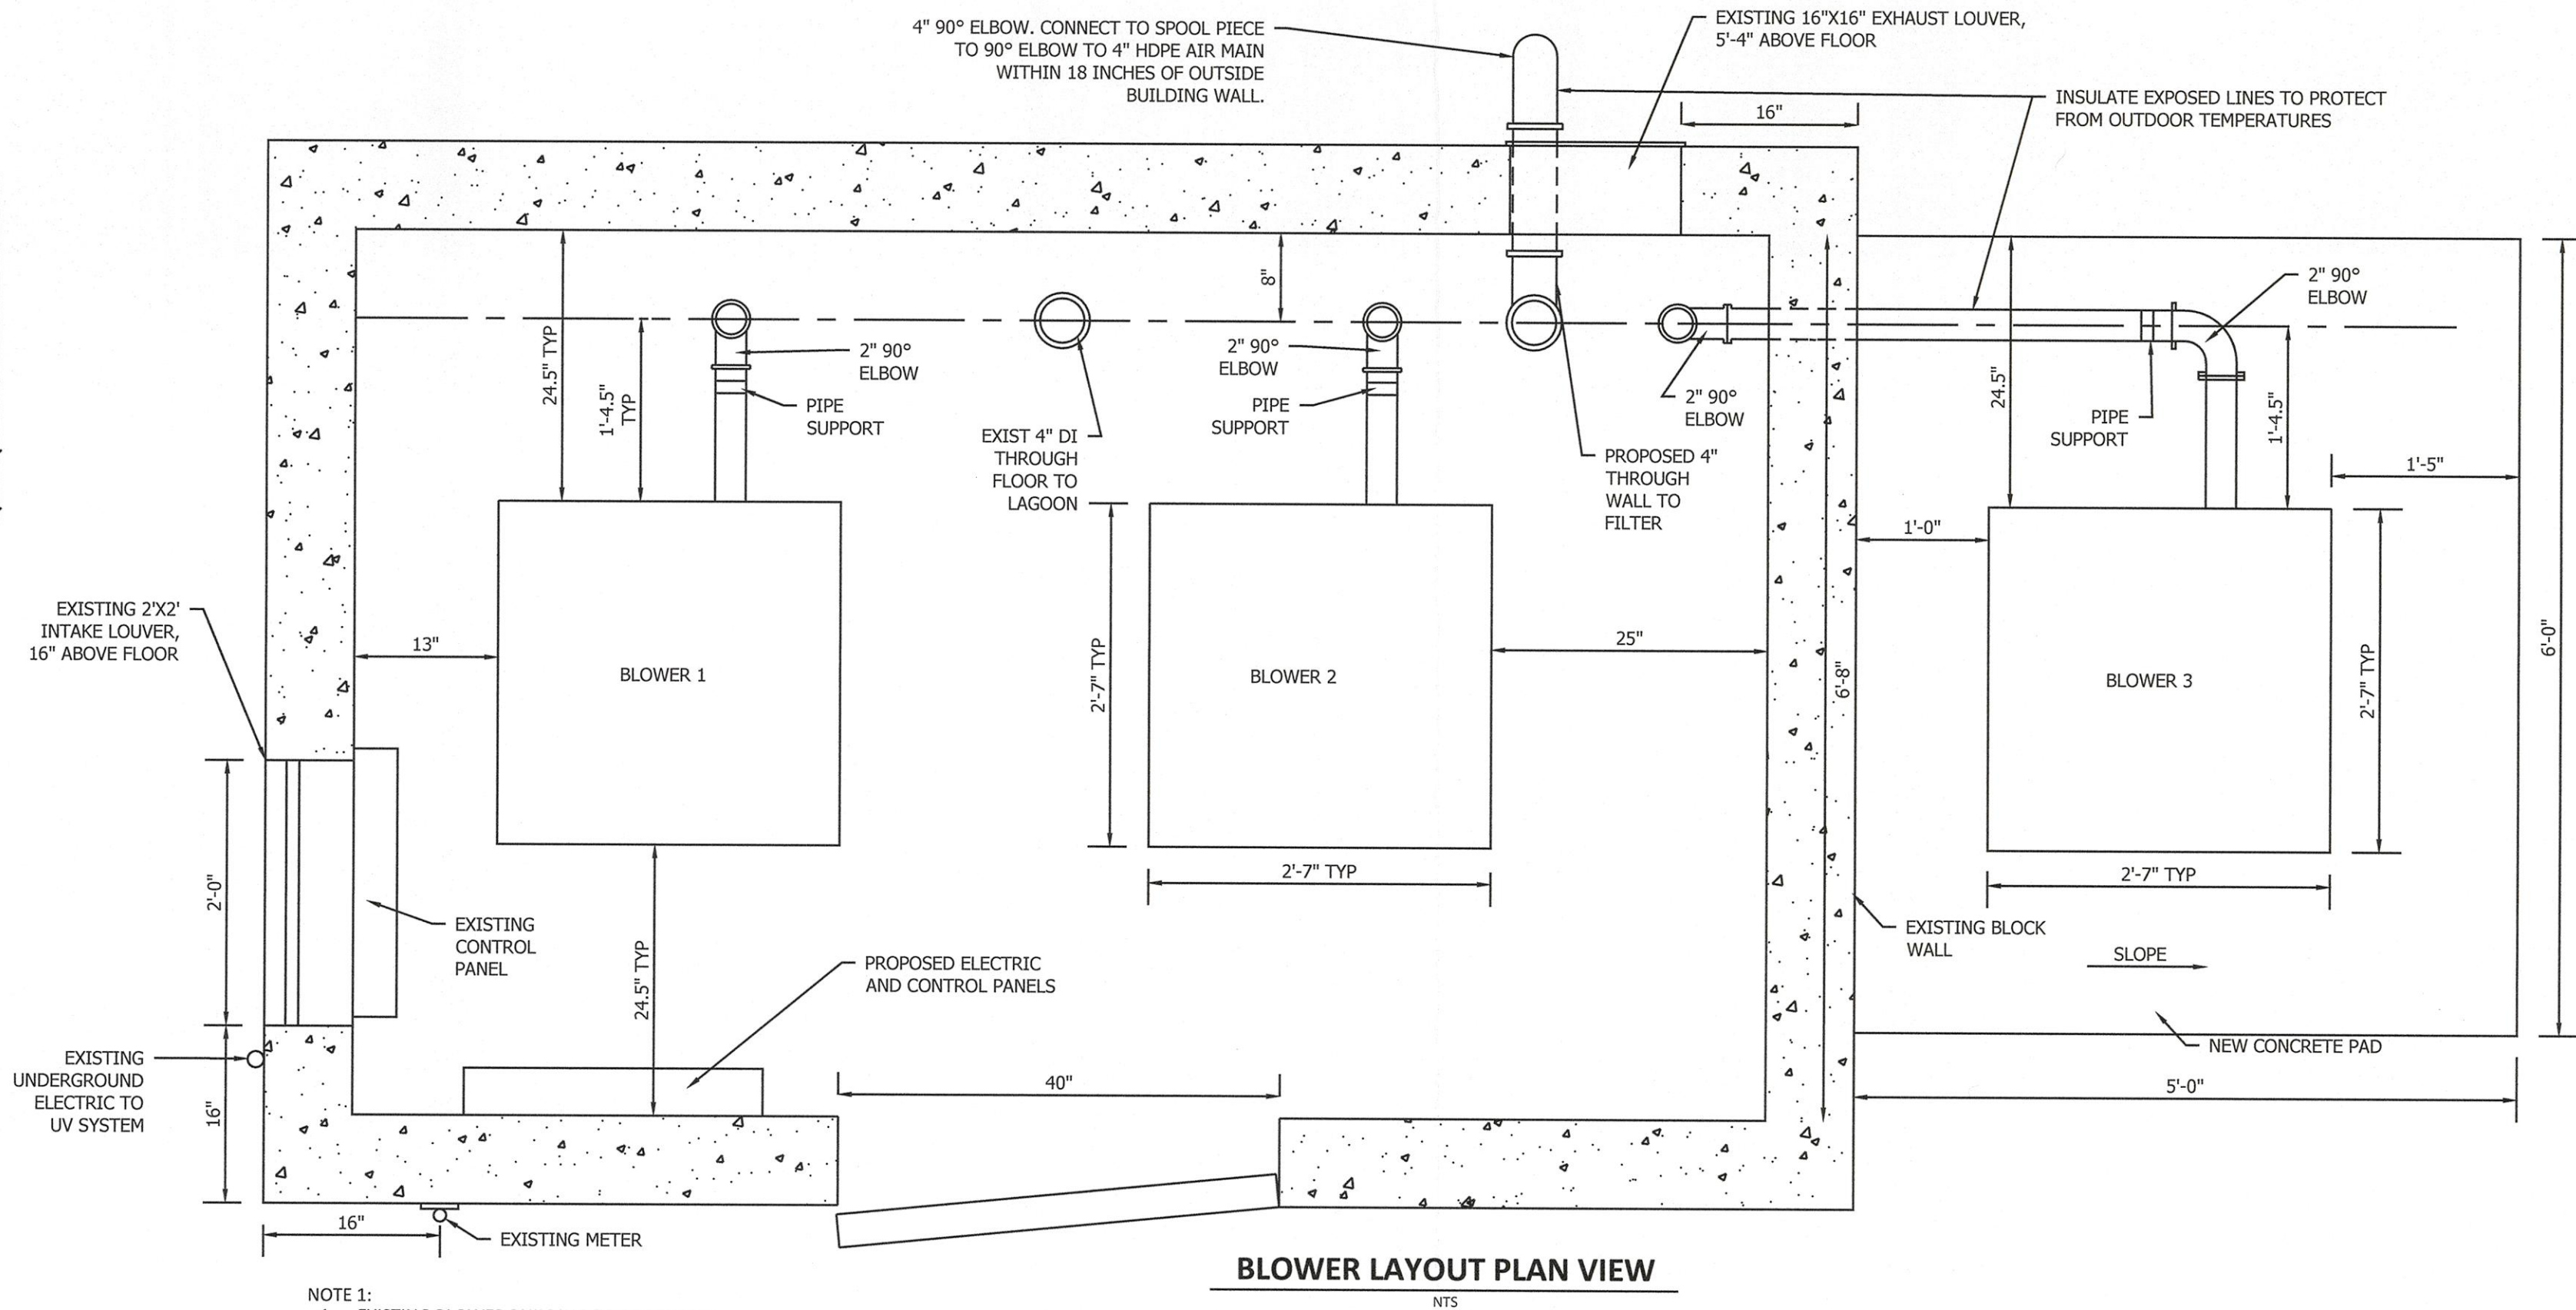 4" 90° ELBOW. CONNECT TO SPOOL PIECE
TO 90° ELBOW TO 4" HDPE AIR MAIN
WITHIN 18 INCHES OF OUTSIDE
BUILDING WALL.
EXISTING 16"X16" EXHAUST LOUVER,
5'-4" ABOVE FLOOR
INSULATE EXPOSED LINES TO PROTECT
FROM OUTDOOR TEMPERATURES
16"
8"
24.5" TYP
1'-4.5"
TYP
2" 90°
ELBOW
PIPE
SUPPORT
EXIST 4" DI
THROUGH
FLOOR TO
LAGOON
2" 90°
ELBOW
PIPE
SUPPORT
PROPOSED 4"
THROUGH
WALL TO
FILTER
2" 90°
ELBOW
2" 90°
ELBOW
24.5"
PIPE
SUPPORT
1'-4.5"
1'-5"
1'-0"
EXISTING 2'X2'
INTAKE LOUVER,
16" ABOVE FLOOR
13"
BLOWER 1
2'-7" TYP
BLOWER 2
25"
6'-8"
BLOWER 3
2'-7" TYP
6'-0"
2'-7" TYP
2'-7" TYP
2'-0"
EXISTING
CONTROL
PANEL
24.5" TYP
PROPOSED ELECTRIC
AND CONTROL PANELS
EXISTING BLOCK
WALL
SLOPE
NEW CONCRETE PAD
EXISTING
UNDERGROUND
ELECTRIC TO
UV SYSTEM
16"
40"
5'-0"
16"
EXISTING METER
BLOWER LAYOUT PLAN VIEW
NTS
NOTE 1: